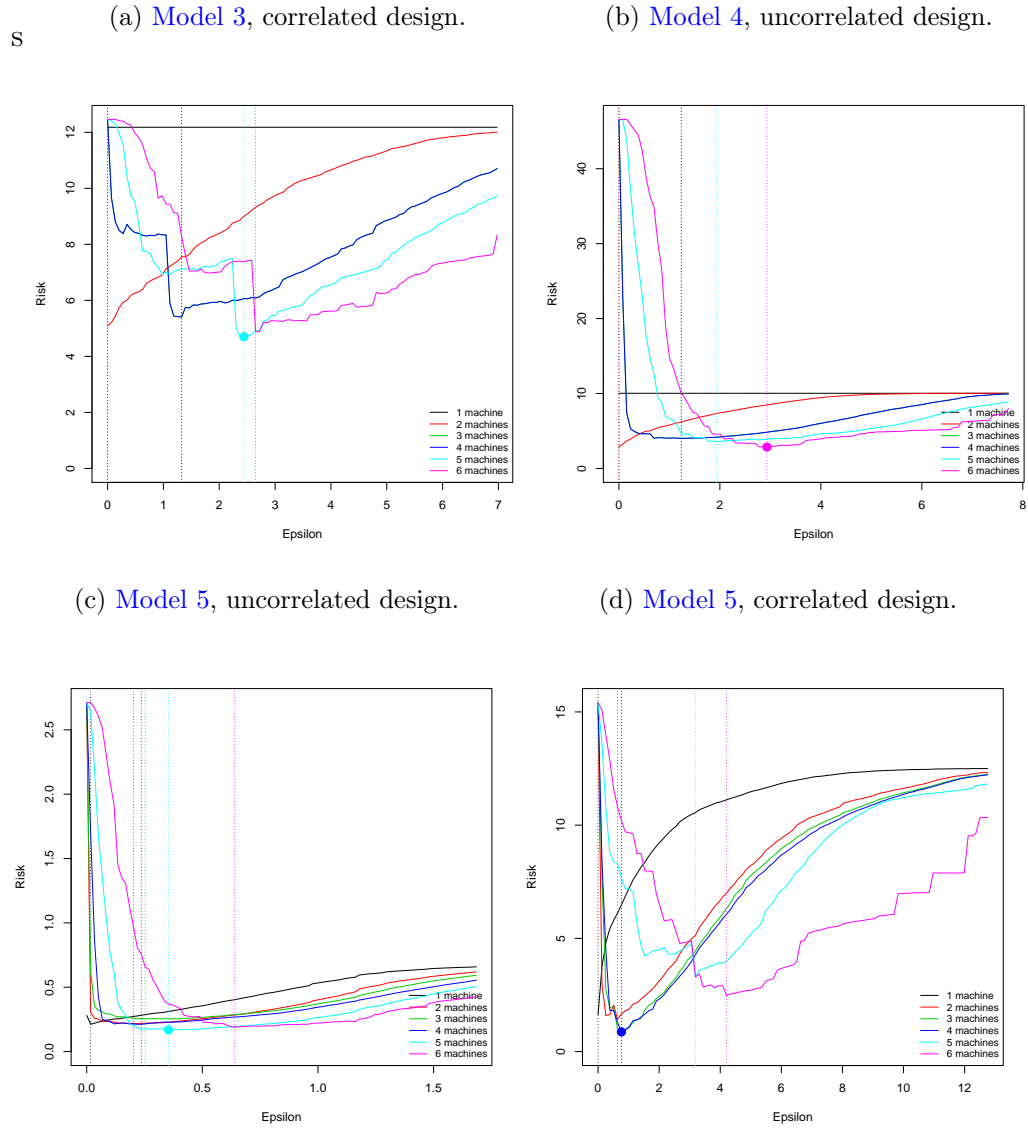 (a) Model 3, correlated design.
(b) Model 4, uncorrelated design.
s
Risk
0 2 4 6 8 10 12
0 1 2 3 4 5 6 7
Epsilon
1 machine
2 machines
3 machines
4 machines
5 machines
6 machines
Risk
0 10 20 30 40
0 2 4 6 8
Epsilon
1 machine
2 machines
3 machines
4 machines
5 machines
6 machines
(c) Model 5, uncorrelated design.
(d) Model 5, correlated design.
Risk
0.0 0.5 1.0 1.5 2.0 2.5
0.0 0.5 1.0 1.5
Epsilon
1 machine
2 machines
3 machines
4 machines
5 machines
6 machines
Risk
0 5 10 15
0 2 4 6 8 10 12
Epsilon
1 machine
2 machines
3 machines
4 machines
5 machines
6 machines